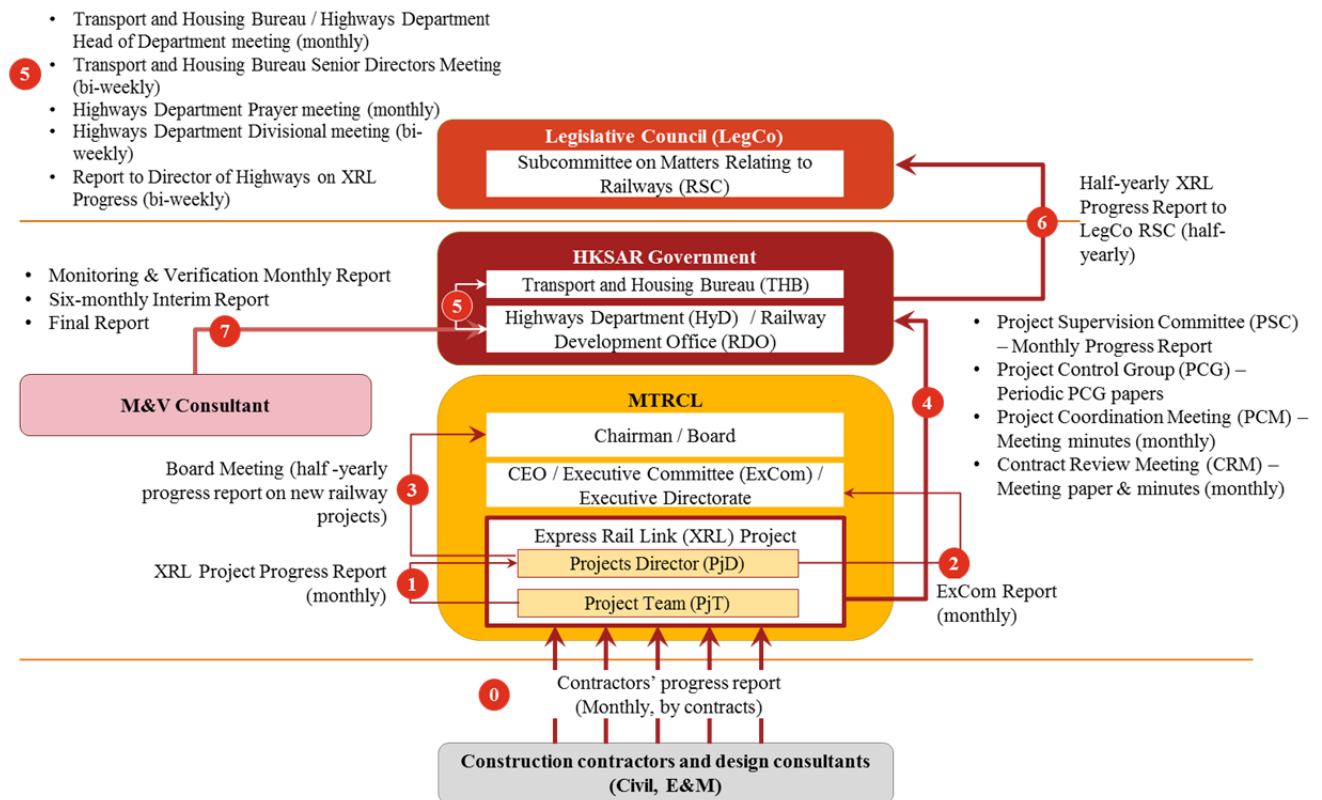 • Transport and Housing Bureau / Highways Department
Head of Department meeting (monthly)
5
• Transport and Housing Bureau Senior Directors Meeting
(bi-weekly)
• Highways Department Prayer meeting (monthly)
• Highways Department Divisional meeting (bi-
weekly)
• Report to Director of Highways on XRL
Progress (bi-weekly)
Legislative Council (LegCo)
Subcommittee on Matters Relating to
Railways (RSC)
6
Half-yearly XRL
Progress Report to
LegCo RSC (half-
yearly)
• Monitoring & Verification Monthly Report
• Six-monthly Interim Report
• Final Report
7
M&V Consultant
HKSAR Government
5
Transport and Housing Bureau (THB)
Highways Department (HyD) / Railway
Development Office (RDO)
4
• Project Supervision Committee (PSC)
– Monthly Progress Report
• Project Control Group (PCG) –
Periodic PCG papers
• Project Coordination Meeting (PCM) –
Meeting minutes (monthly)
• Contract Review Meeting (CRM) –
Meeting paper & minutes (monthly)
MTRCL
Chairman / Board
CEO / Executive Committee (ExCom) /
Executive Directorate
Express Rail Link (XRL) Project
Projects Director (PjD)
Project Team (PjT)
Board Meeting (half -yearly
progress report on new railway
projects)
3
XRL Project Progress Report
(monthly)
1
2
ExCom Report
(monthly)
0
Contractors’ progress report
(Monthly, by contracts)
Construction contractors and design consultants
(Civil, E&M)